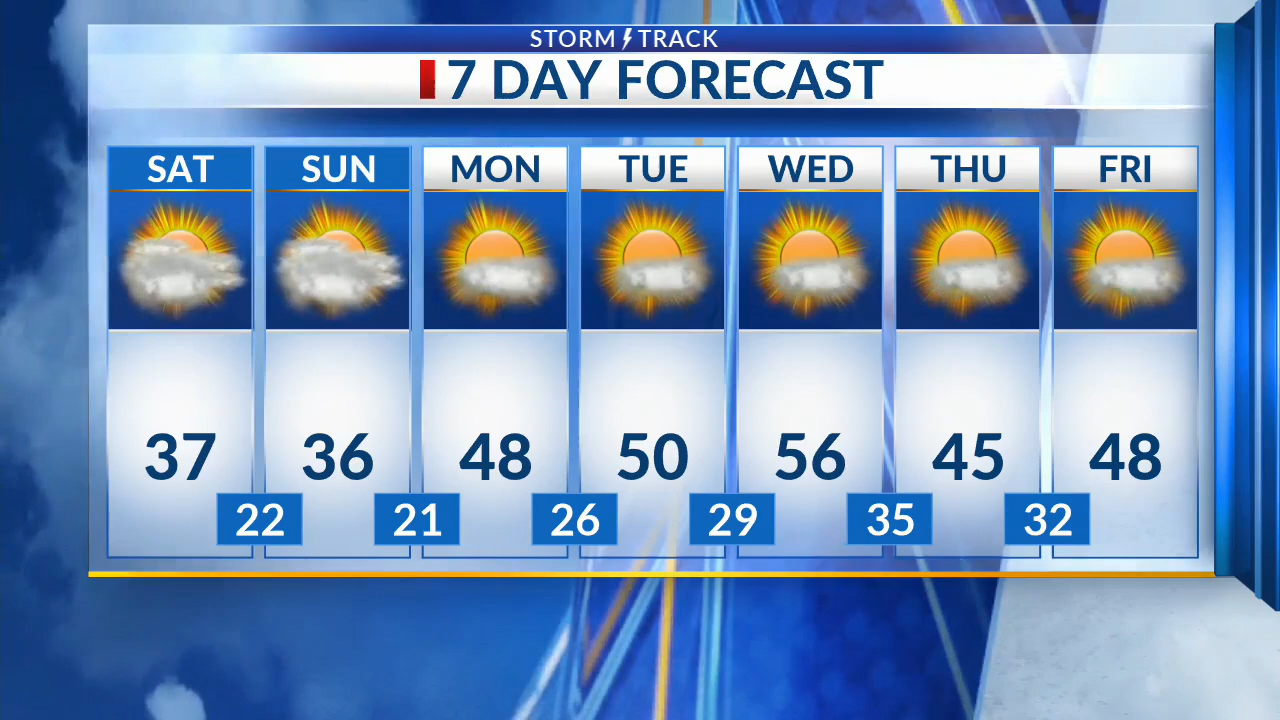 STORM TRACK
7 DAY FORECAST
SAT SUN MON TUE WED THU FRI
37 36 48 50 56 45 48
22 21 26 29 35 32